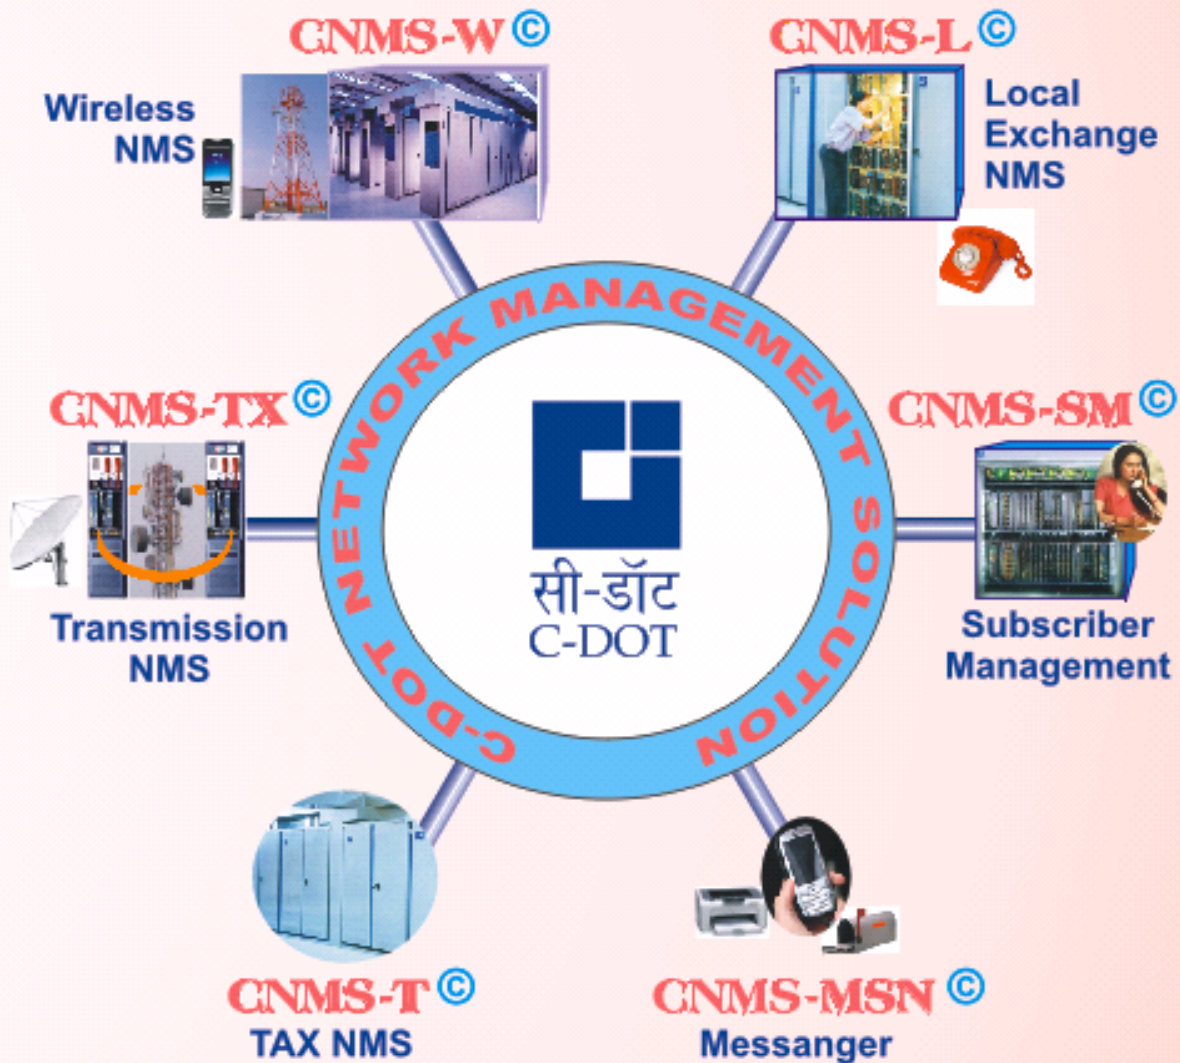 CNMS-W ©
Wireless
NMS
CNMS-L ©
Local
Exchange
NMS
C-DOT NETWORK MANAGEMENT SOLUTION
CNMS-TX ©
Transmission
NMS
सी-डॉट
C-DOT
CNMS-SM ©
Subscriber
Management
CNMS-T ©
TAX NMS
CNMS-MSN ©
Messanger